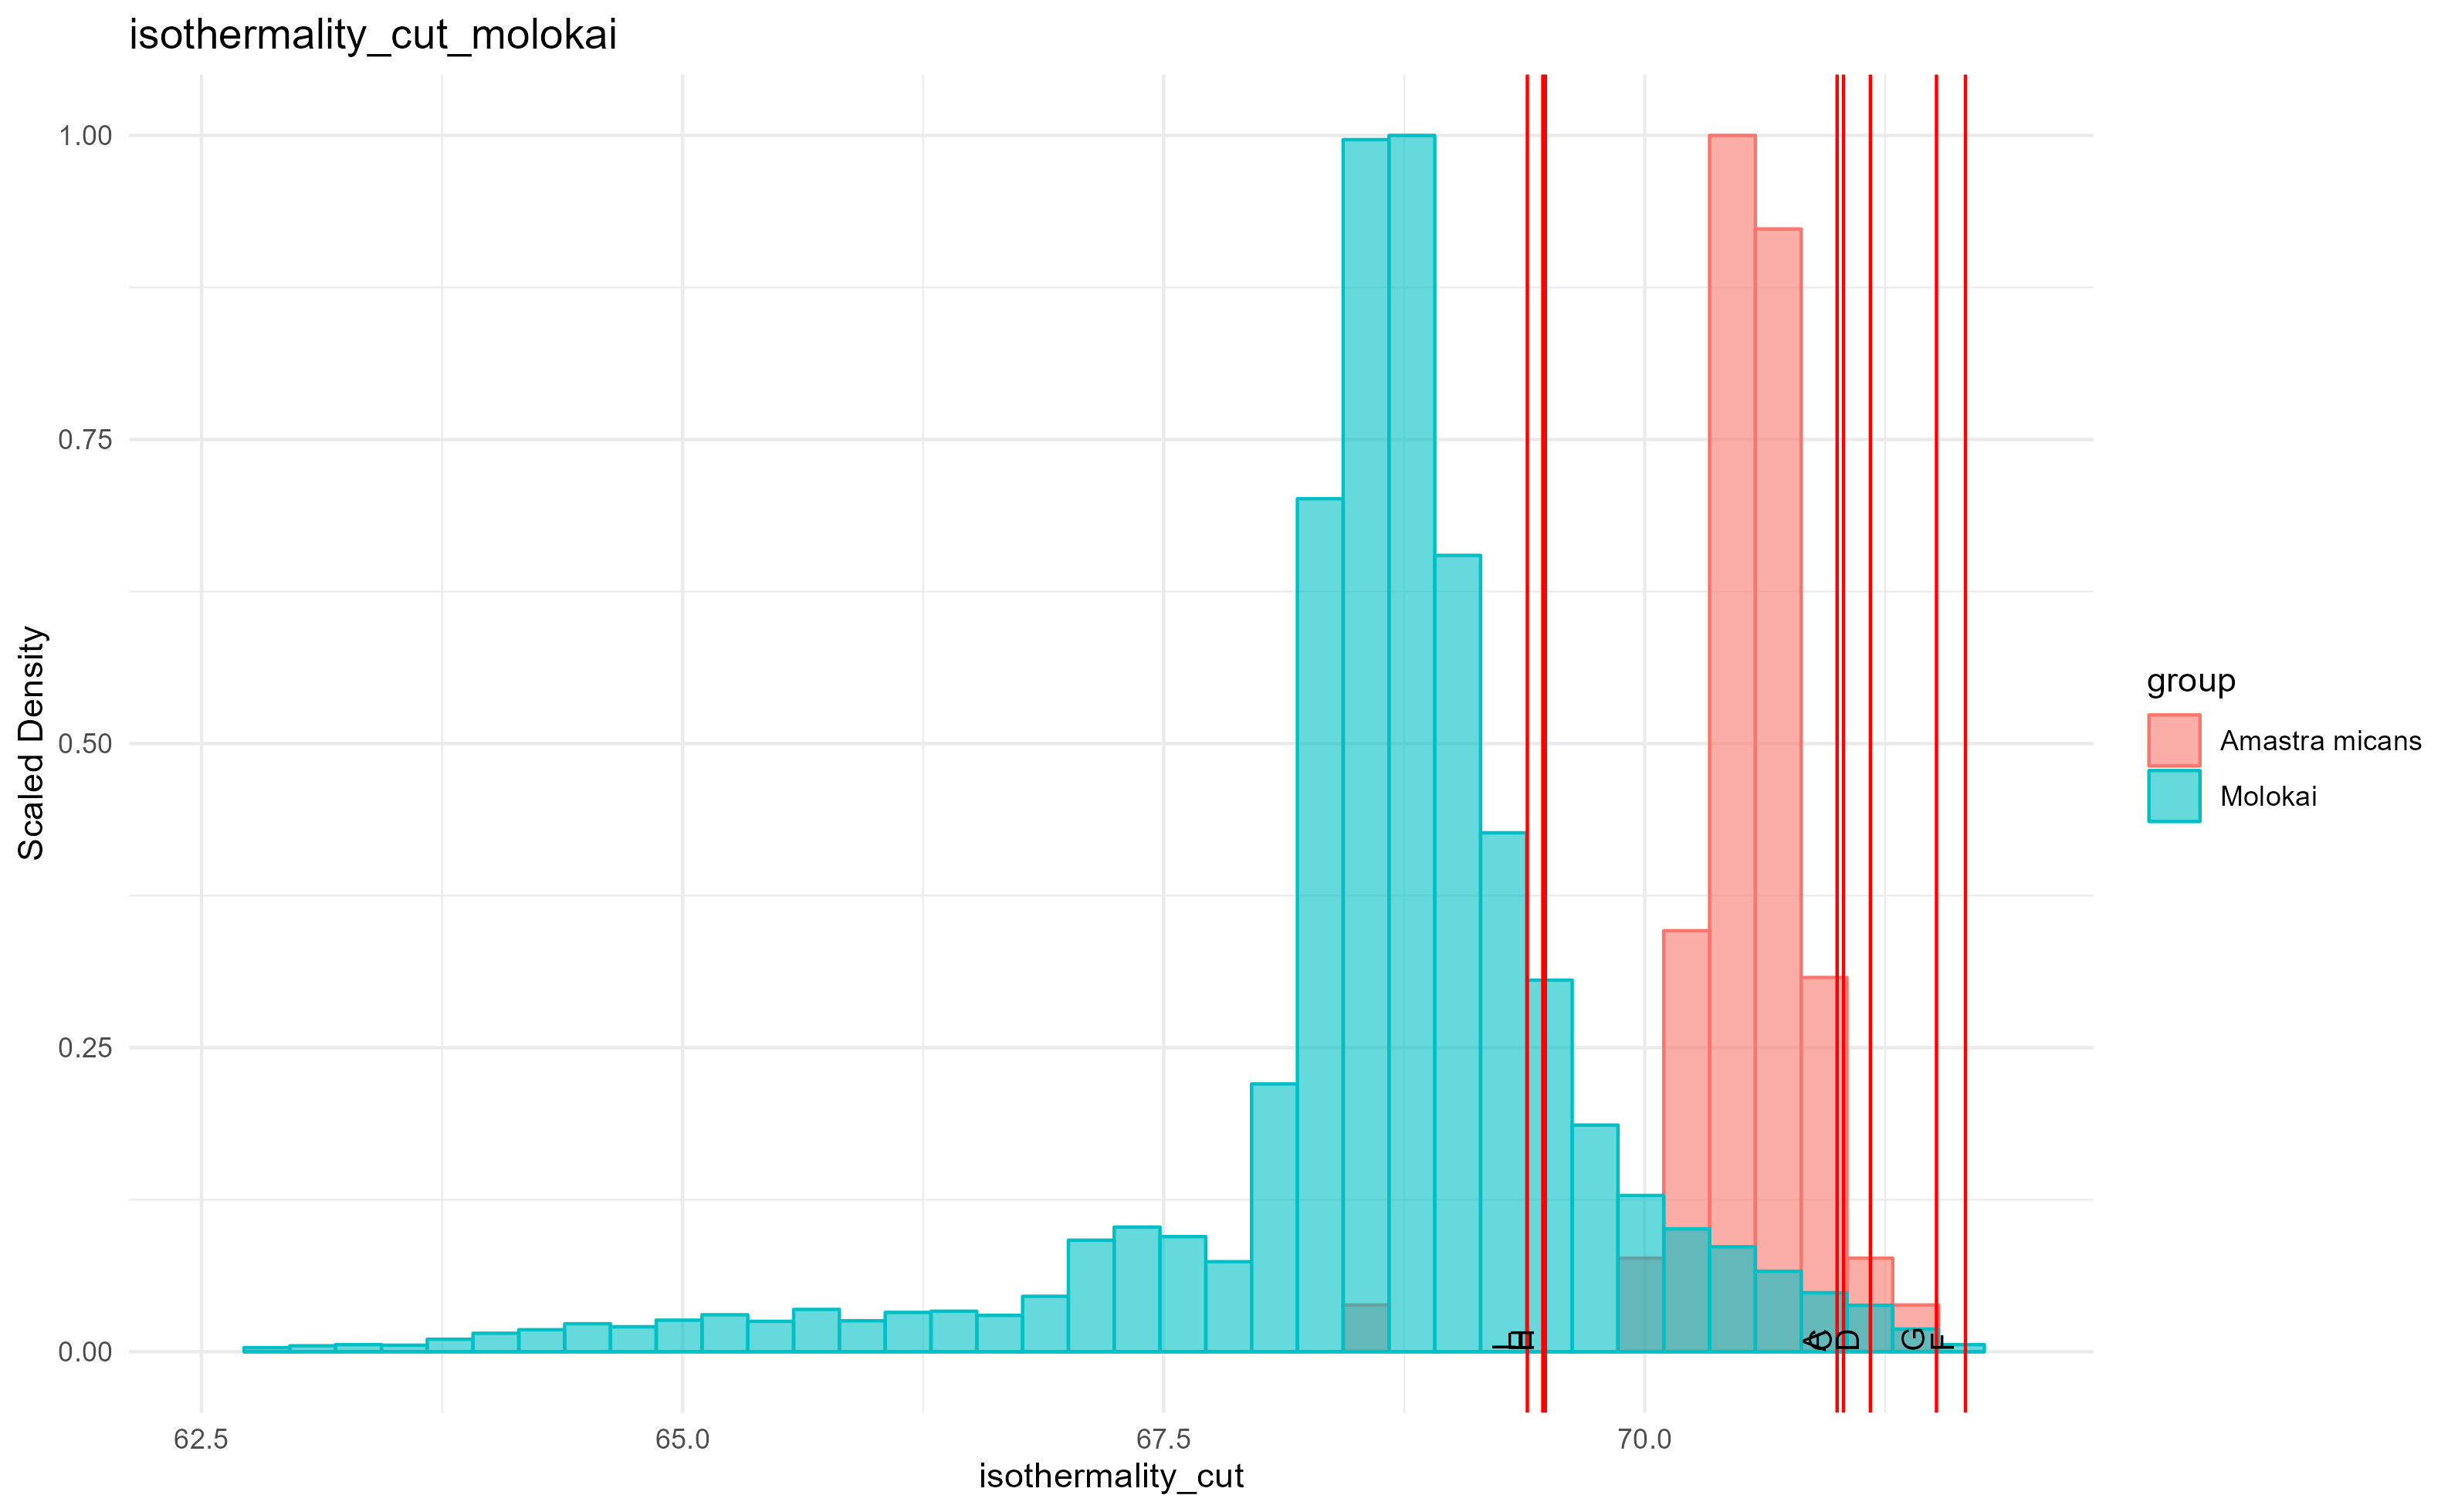 isothermality_cut_molokai
Scaled Density
1.00
0.75
0.50
0.25
0.00
62.5
65.0
67.5
70.0
isothermality_cut
group
Amastra micans
Molokai
I
A
C
D
G
F